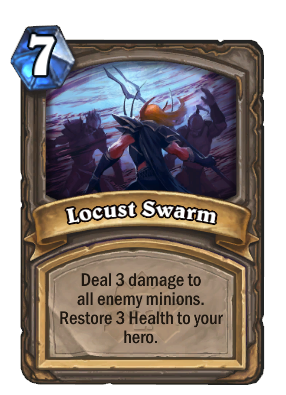 7
Locust Swarm
Deal 3 damage to
all enemy minions.
Restore 3 Health to your
hero.